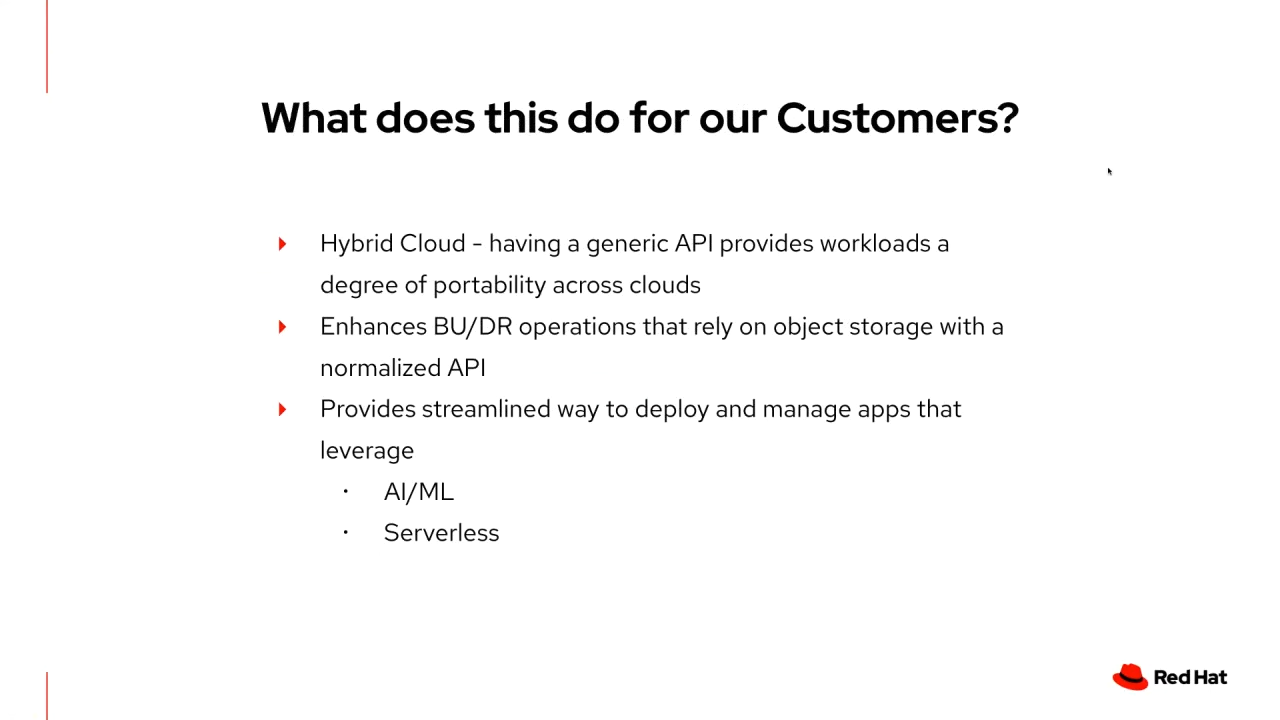 What does this do for our Customers?
Hybrid Cloud - having a generic API provides workloads a
degree of portability across clouds
Enhances BU/DR operations that rely on object storage with a
normalized API
Provides streamlined way to deploy and manage apps that
leverage
AI/ML
Serverless
Red Hat